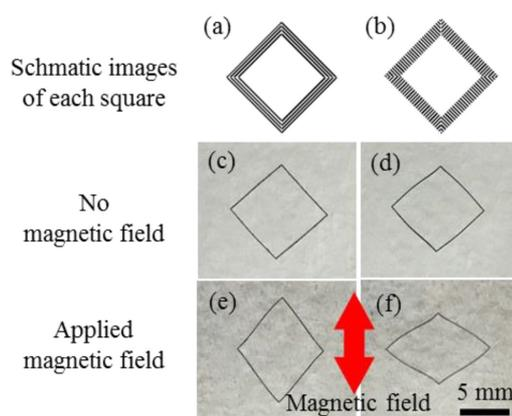 (a)
(b)
Schmatic images
of each square
(c)
(d)
No
magnetic field
(e)
(f)
Applied
magnetic field
Magnetic field
5 mm